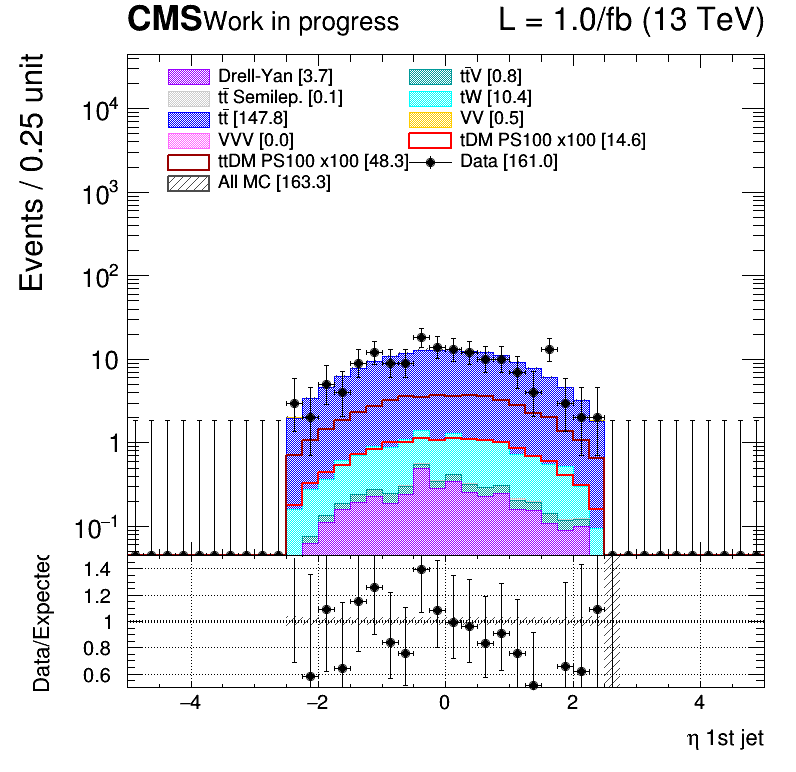 CMS Work in progress L = 1.0/fb (13 TeV)
Events / 0.25 unit
Drell-Yan [3.7] tt̄V [0.8]
tt̄ Semilep. [0.1] tW [10.4]
tt̄ [147.8] VV [0.5]
VVV [0.0] tDM PS100 x100 [14.6]
ttDM PS100 x100 [48.3] Data [161.0]
All MC [163.3]
10⁴
10³
10²
10
1
10⁻¹
Data/Expected
1.4
1.2
1
0.8
0.6
−4 −2 0 2 4
η 1st jet